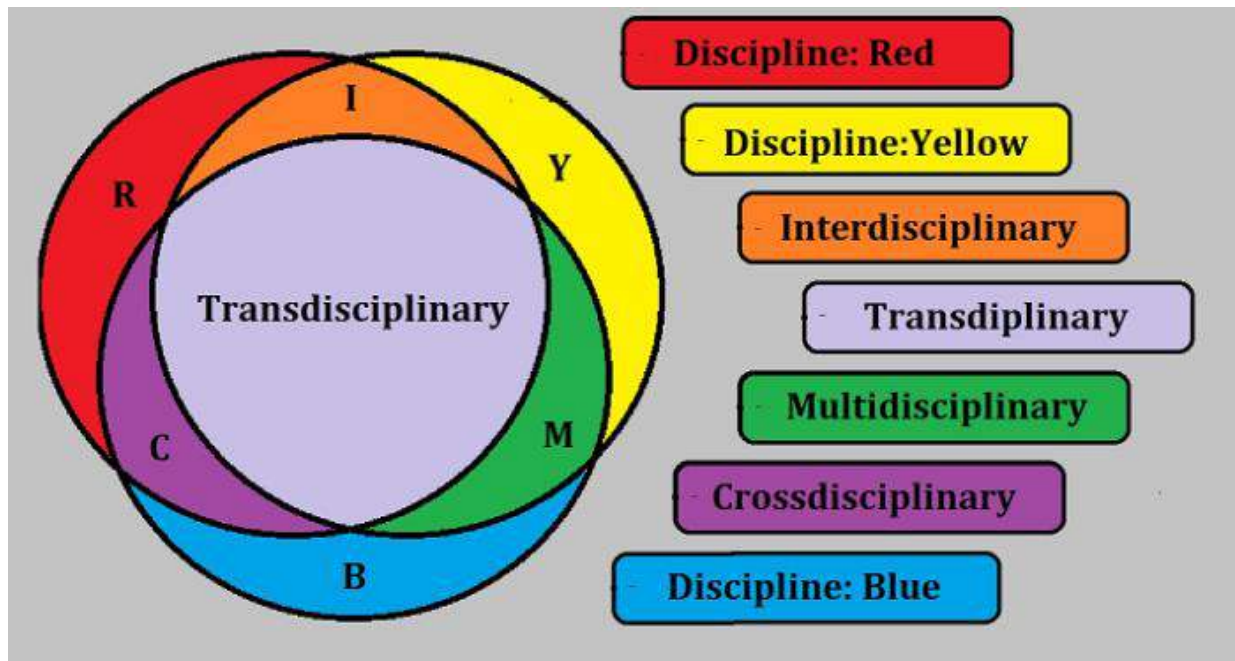 I
R
Y
Transdisciplinary
C
M
B
Discipline: Red
Discipline:Yellow
Interdisciplinary
Transdiplinary
Multidisciplinary
Crossdisciplinary
Discipline: Blue